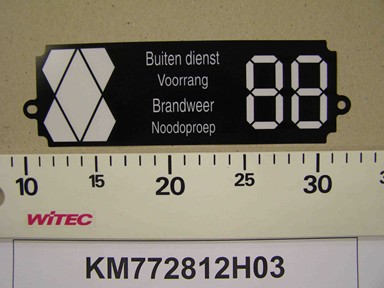 Buiten dienst
Voorrang
Brandweer
Noodoproep
88
10 15 20 25 30
WITEC
KM772812H03